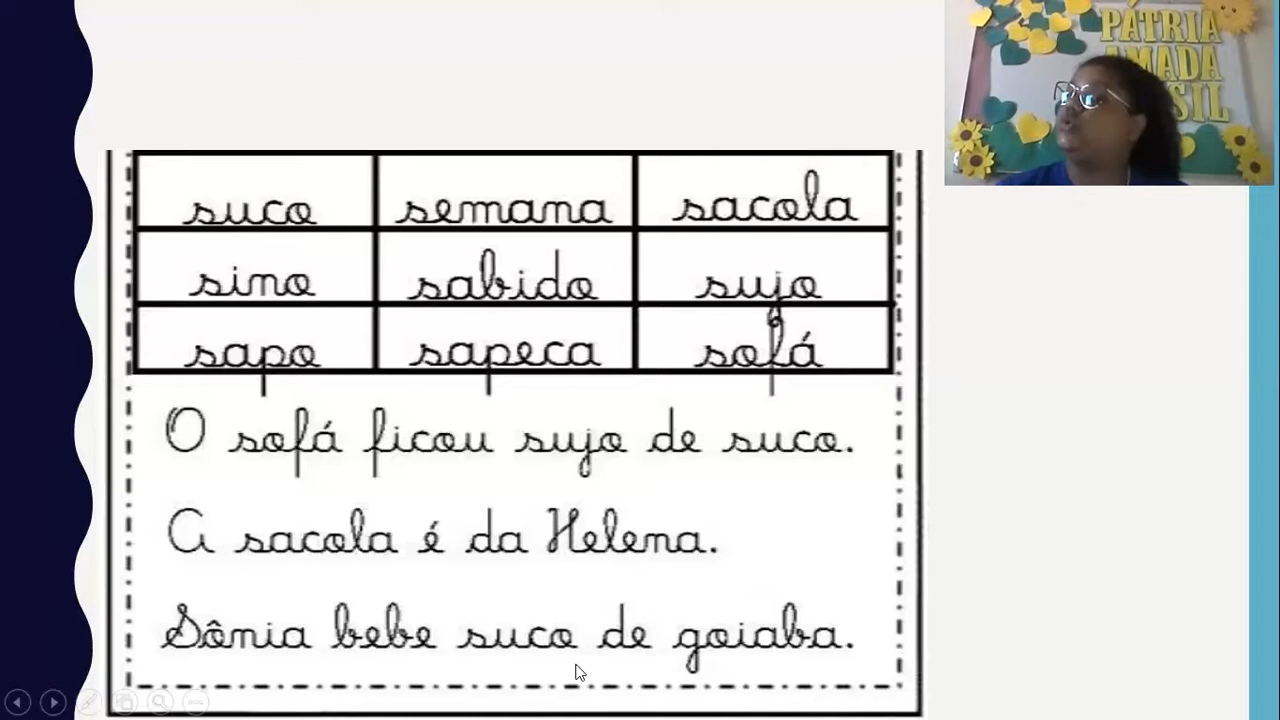 PÁTRIA
AMADA
SIL
suco semana sacola
sino sabido sujo
sapo sapeca sofá
O sofá ficou sujo de suco.
A sacola é da Helena.
Sônia bebe suco de goiaba.